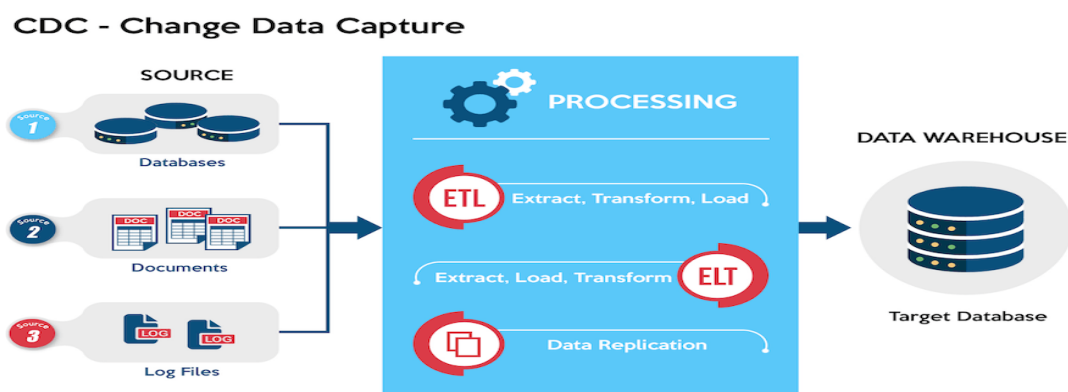 CDC - Change Data Capture
SOURCE
Source
1
Databases
Source
2
DOC
DOC
DOC
Documents
Source
3
LOG
LOG
Log Files
PROCESSING
ETL
Extract, Transform, Load
Extract, Load, Transform
ELT
Data Replication
DATA WAREHOUSE
Target Database